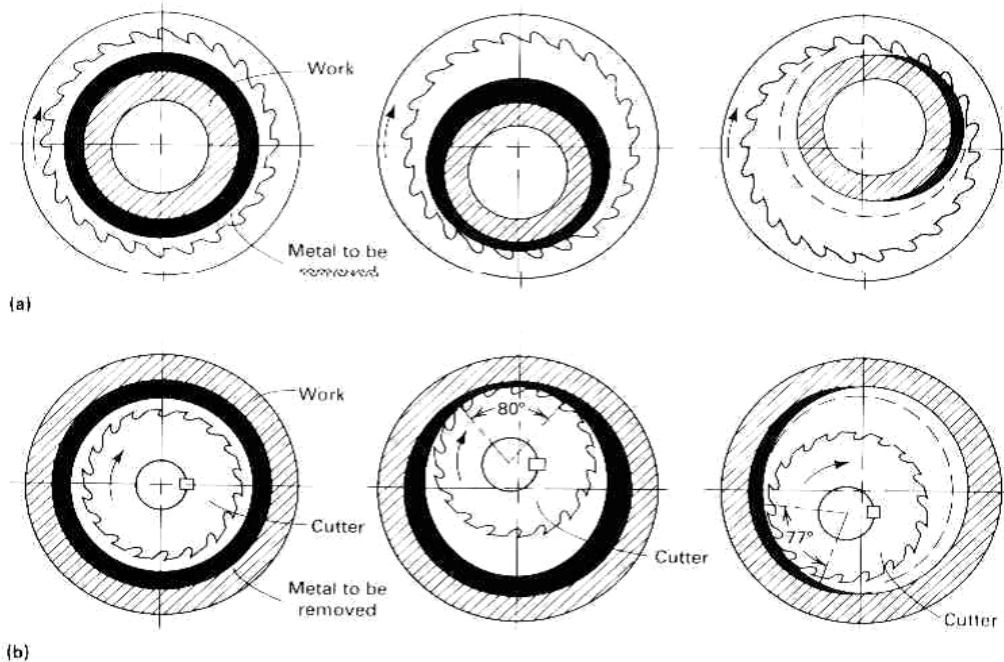 Work
Metal to be
removed
(a)
Work
80°
Cutter
Cutter
77°
Metal to be
removed
Cutter
(b)